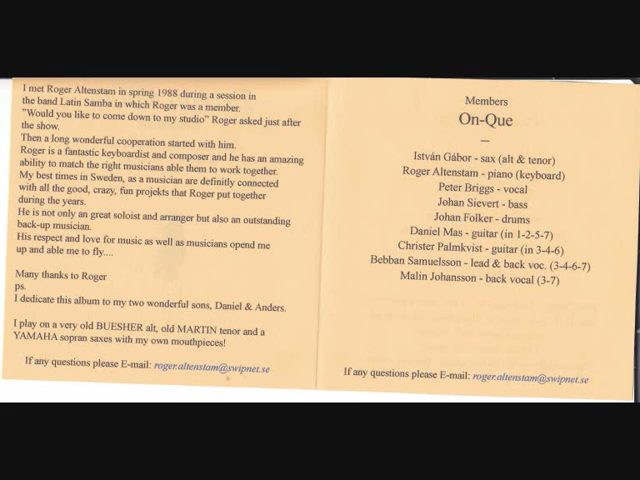 I met Roger Altenstam in spring 1988 during a session in
the band Latin Samba in which Roger was a member.
"Would you like to come down to my studio" Roger asked just after
the show.
Then a long wonderful cooperation started with him.
Roger is a fantastic keyboardist and composer and he has an amazing
ability to match the right musicians able them to work together.
My best times in Sweden, as a musician are definitly connected
with all the good, crazy, fun projekts that Roger put together
during the years.
He is not only an great soloist and arranger but also an outstanding
back-up musician.
His respect and love for music as well as musicians opend me
up and able me to fly....
Many thanks to Roger
ps.
I dedicate this album to my two wonderful sons, Daniel & Anders.
I play on a very old BUESHER alt, old MARTIN tenor and a
YAMAHA sopran saxes with my own mouthpieces!
If any questions please E-mail: roger.altenstam@swipnet.se
Members
On-Que
—
István Gábor - sax (alt & tenor)
Roger Altenstam - piano (keyboard)
Peter Briggs - vocal
Johan Sievert - bass
Johan Folker - drums
Daniel Mas - guitar (in 1-2-5-7)
Christer Palmkvist - guitar (in 3-4-6)
Bebban Samuelsson - lead & back voc. (3-4-6-7)
Malin Johansson - back vocal (3-7)
If any questions please E-mail: roger.altenstam@swipnet.se